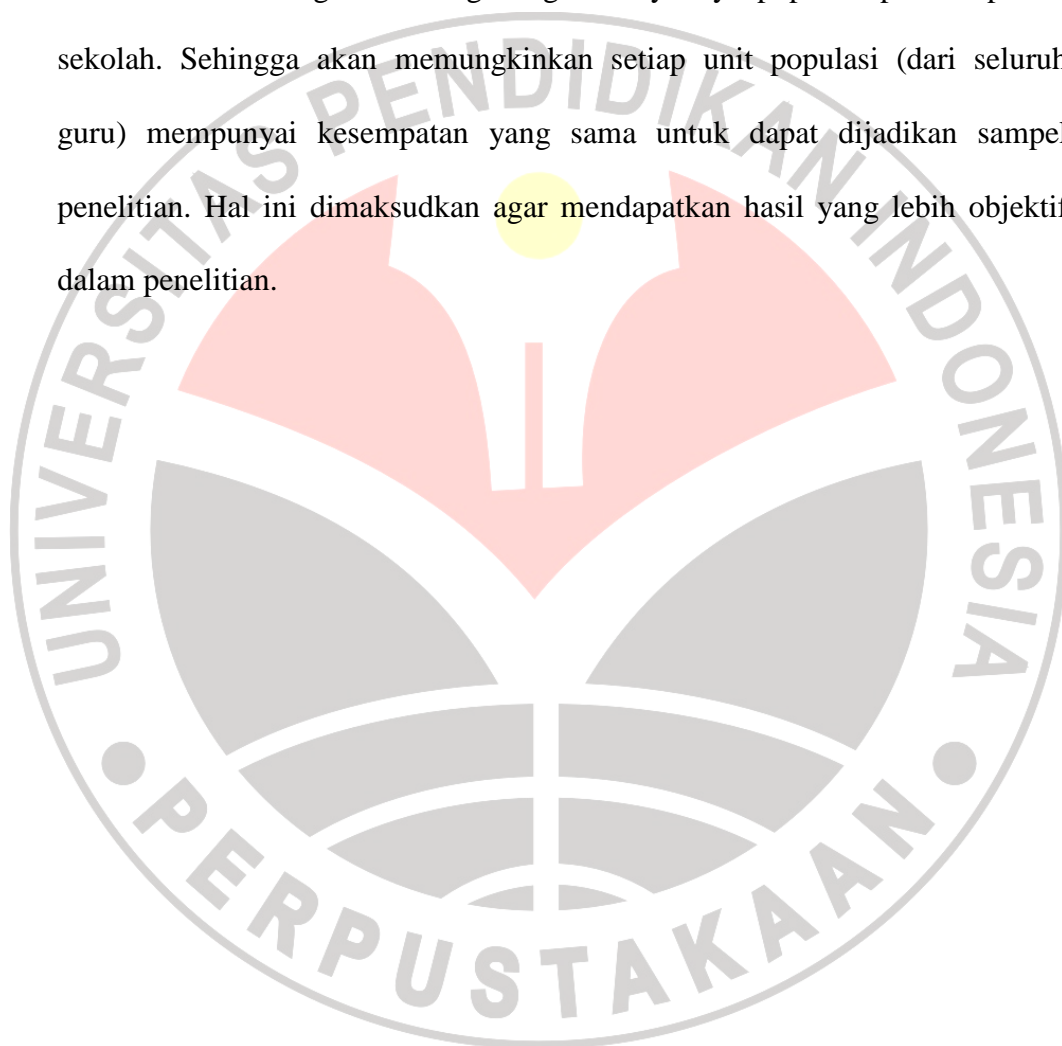 sekolah. Sehingga akan memungkinkan setiap unit populasi (dari seluruh
guru) mempunyai kesempatan yang sama untuk dapat dijadikan sampel
penelitian. Hal ini dimaksudkan agar mendapatkan hasil yang lebih objektif
dalam penelitian.
UNIVERSITAS PENDIDIKAN INDONESIA
PERPUSTAKAAN